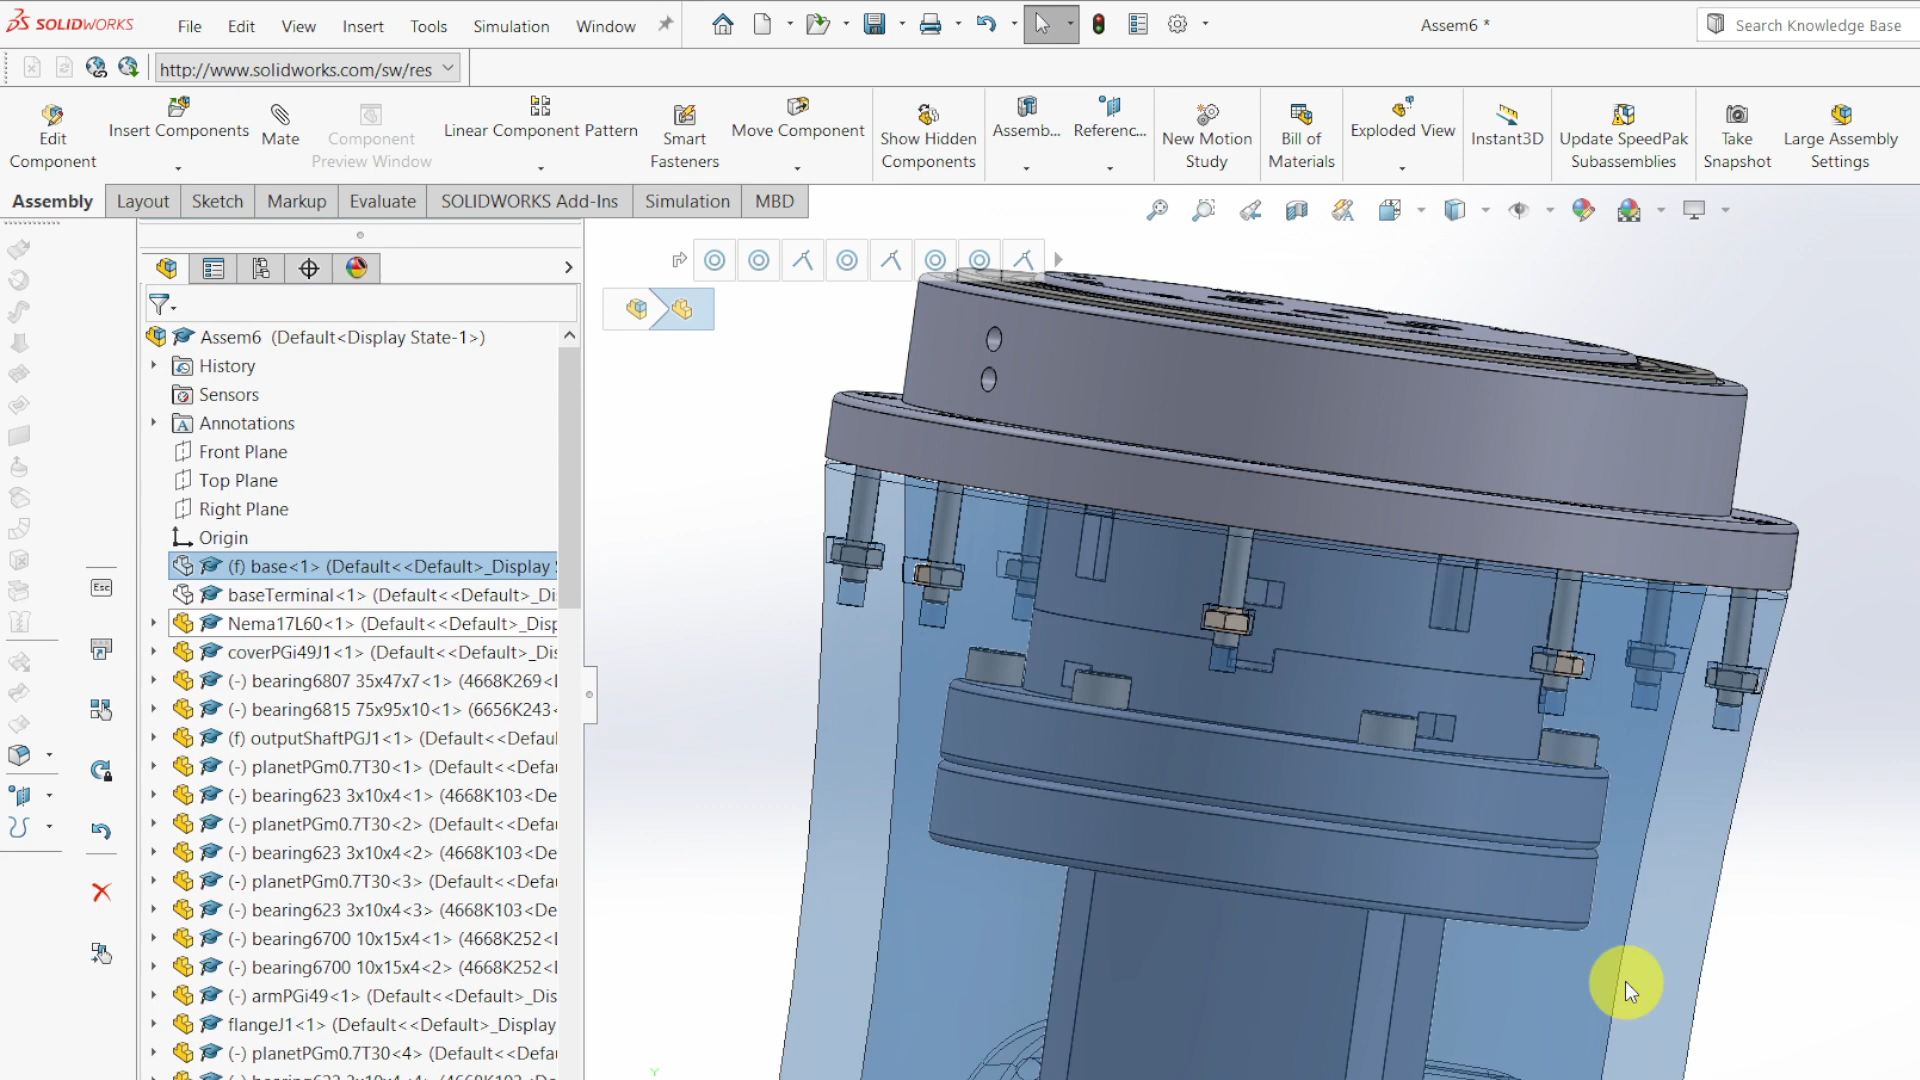 SOLIDWORKS File Edit View Insert Tools Simulation Window Assem6 * Search Knowledge Base
http://www.solidworks.com/sw/res
Edit Component
Insert Components
Mate
Component Preview Window
Linear Component Pattern
Smart Fasteners
Move Component
Show Hidden Components
Assemb...
Referenc...
New Motion Study
Bill of Materials
Exploded View
Instant3D
Update SpeedPak Subassemblies
Take Snapshot
Large Assembly Settings
Assembly Layout Sketch Markup Evaluate SOLIDWORKS Add-Ins Simulation MBD
Assem6 (Default<Display State-1>)
History
Sensors
Annotations
Front Plane
Top Plane
Right Plane
Origin
(f) base<1> (Default<<Default>_Display
baseTerminal<1> (Default<<Default>_Di
Esc
Nema17L60<1> (Default<<Default>_Disp
coverPGi49J1<1> (Default<<Default>_Di
(-) bearing6807 35x47x7<1> (4668K269<
(-) bearing6815 75x95x10<1> (6656K243
(f) outputShaftPGJ1<1> (Default<<Defau
(-) planetPGm0.7T30<1> (Default<<Defa
(-) bearing623 3x10x4<1> (4668K103<De
(-) planetPGm0.7T30<2> (Default<<Defa
(-) bearing623 3x10x4<2> (4668K103<De
(-) planetPGm0.7T30<3> (Default<<Defa
(-) bearing623 3x10x4<3> (4668K103<De
(-) bearing6700 10x15x4<1> (4668K252<
(-) bearing6700 10x15x4<2> (4668K252<
(-) armPGi49<1> (Default<<Default>_Dis
flangeJ1<1> (Default<<Default>_Display
(-) planetPGm0.7T30<4> (Default<<Defa
Y